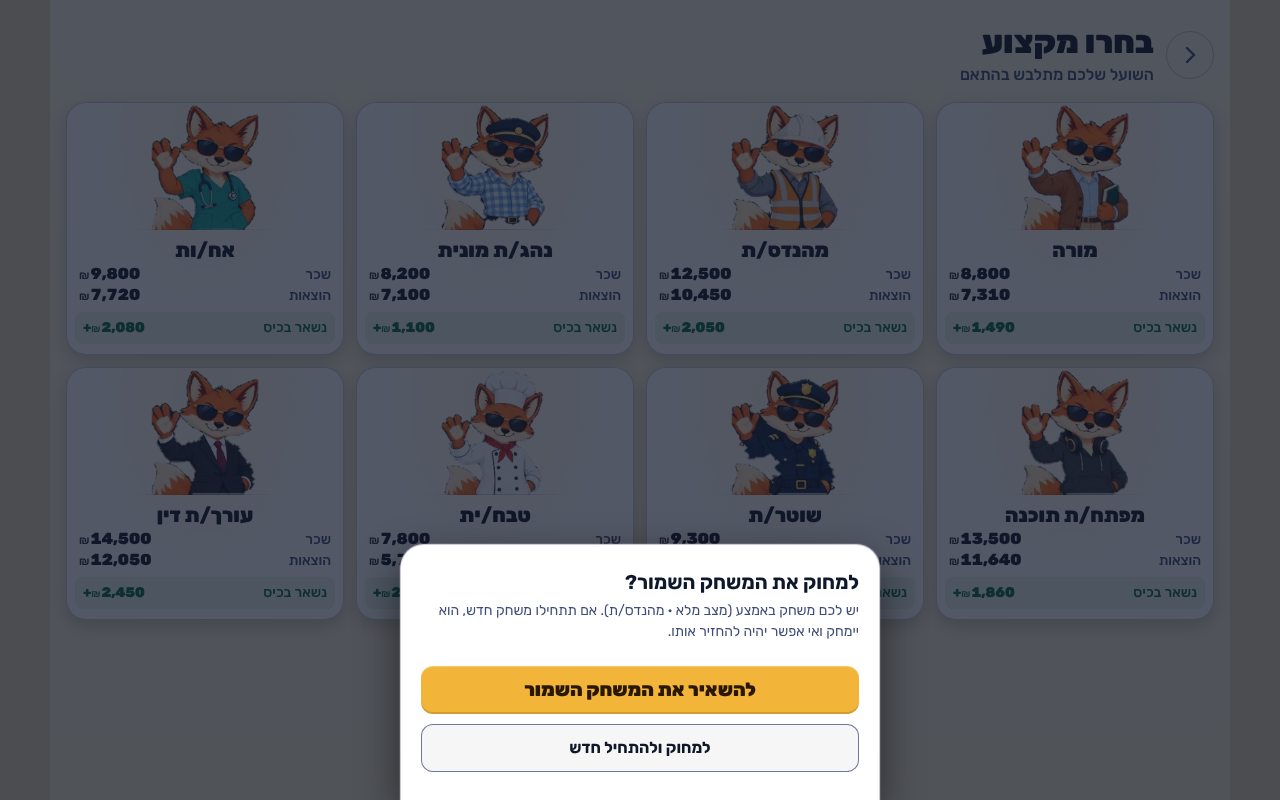 בחרו מקצוע
השועל שלכם מתלבש בהתאם
מורה
שכר ₪8,800
הוצאות ₪7,310
נשאר בכיס +₪1,490
מהנדס/ת
שכר ₪12,500
הוצאות ₪10,450
נשאר בכיס +₪2,050
נהג/ת מונית
שכר ₪8,200
הוצאות ₪7,100
נשאר בכיס +₪1,100
אח/ות
שכר ₪9,800
הוצאות ₪7,720
נשאר בכיס +₪2,080
מפתח/ת תוכנה
שכר ₪13,500
הוצאות ₪11,640
נשאר בכיס +₪1,860
שוטר/ת
שכר ₪9,300
הוצאות
נשאר בכיס
טבח/ית
שכר ₪7,800
עורך/ת דין
שכר ₪14,500
הוצאות ₪12,050
נשאר בכיס +₪2,450
למחוק את המשחק השמור?
יש לכם משחק באמצע (מצב מלא • מהנדס/ת). אם תתחילו משחק חדש, הוא
יימחק ואי אפשר יהיה להחזיר אותו.
להשאיר את המשחק השמור
למחוק ולהתחיל חדש